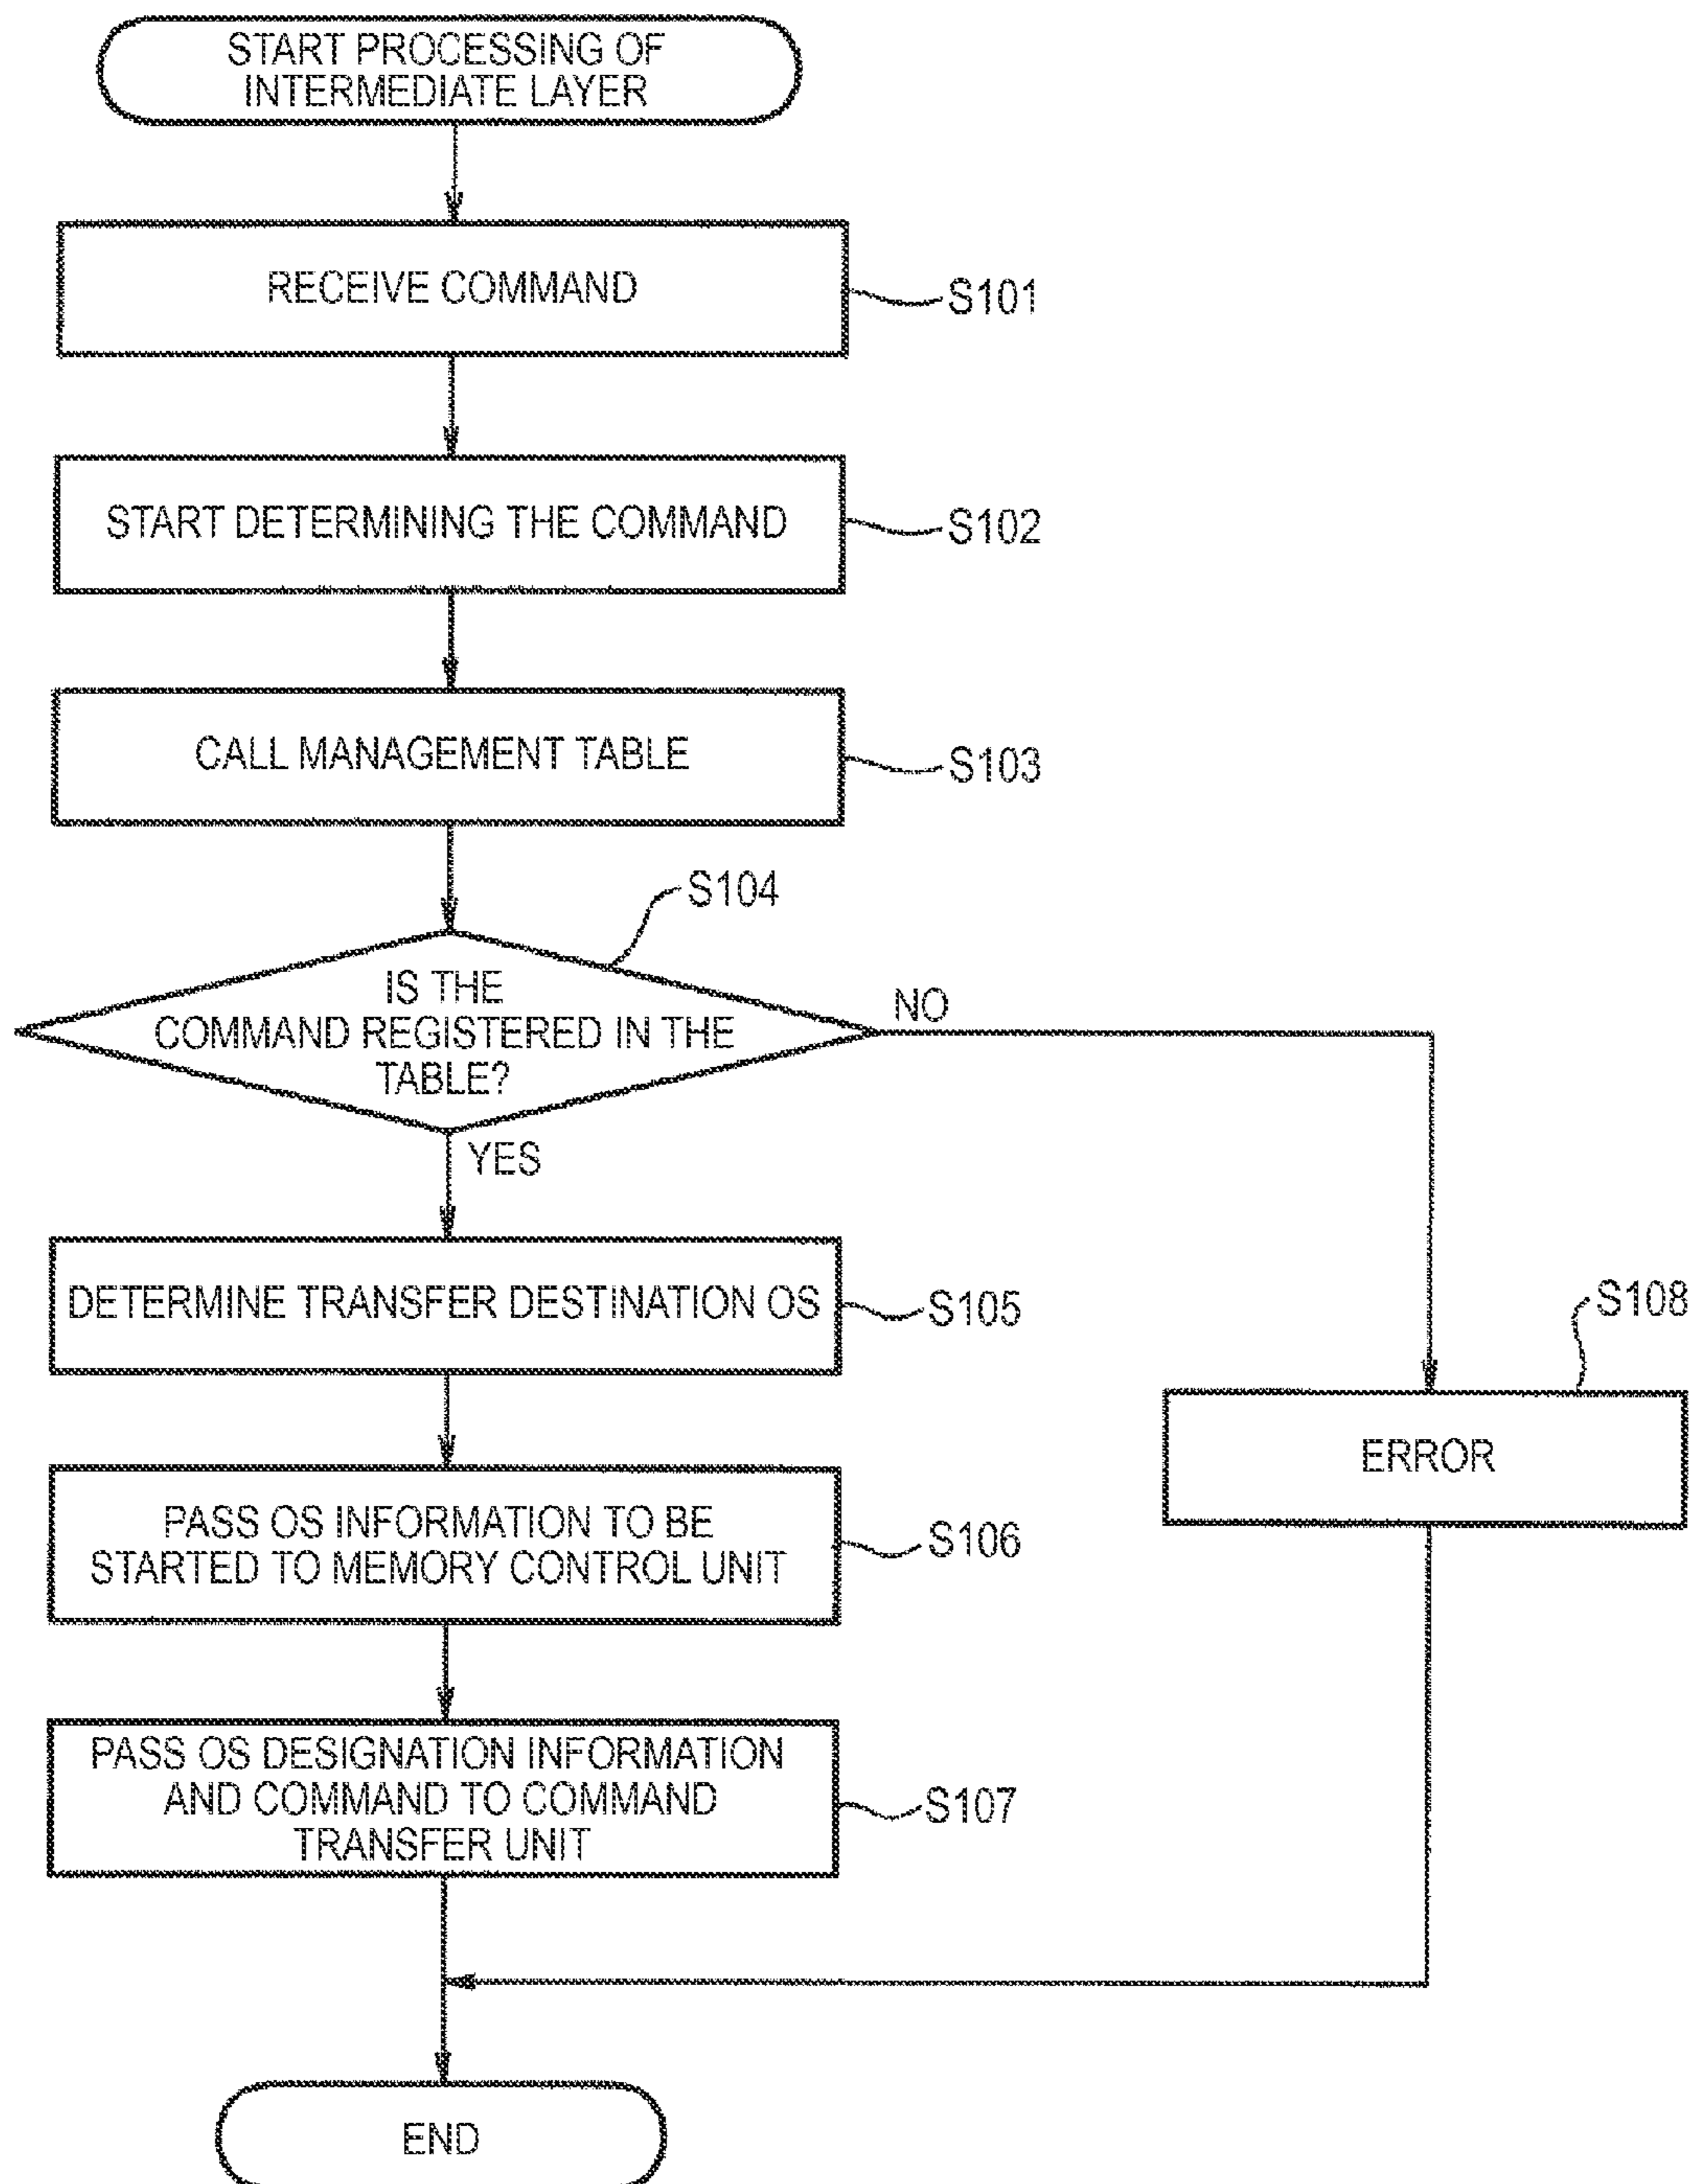 START PROCESSING OF
INTERMEDIATE LAYER
RECEIVE COMMAND
S101
START DETERMINING THE COMMAND
S102
CALL MANAGEMENT TABLE
S103
S104
IS THE
COMMAND REGISTERED IN THE
TABLE?
NO
YES
DETERMINE TRANSFER DESTINATION OS
S105
S108
ERROR
PASS OS INFORMATION TO BE
STARTED TO MEMORY CONTROL UNIT
S106
PASS OS DESIGNATION INFORMATION
AND COMMAND TO COMMAND
TRANSFER UNIT
S107
END